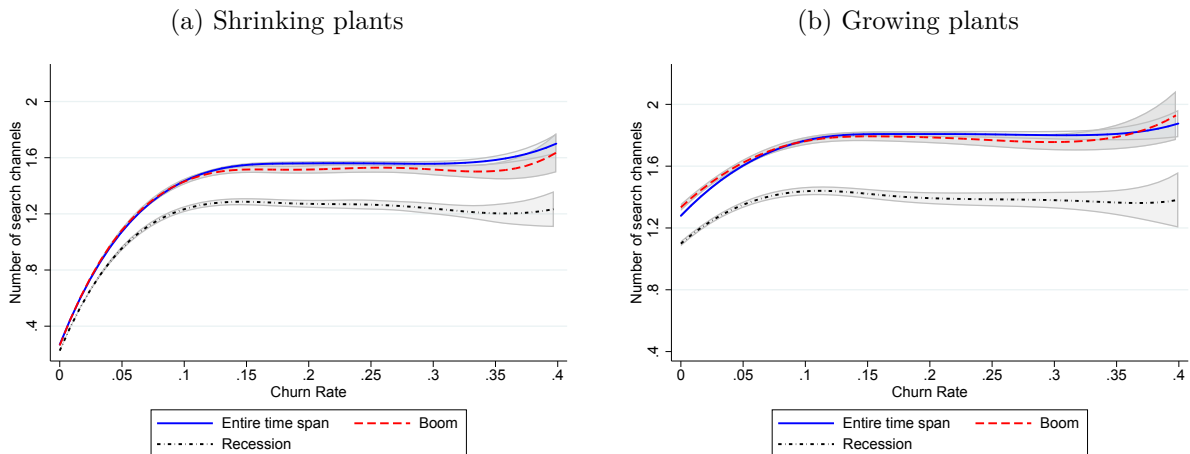 (a) Shrinking plants
Number of search channels
2
1.6
1.2
.8
.4
0 .05 .1 .15 .2 .25 .3 .35 .4
Churn Rate
Entire time span Boom
Recession
(b) Growing plants
Number of search channels
2
1.6
1.2
.8
.4
0 .05 .1 .15 .2 .25 .3 .35 .4
Churn Rate
Entire time span Boom
Recession